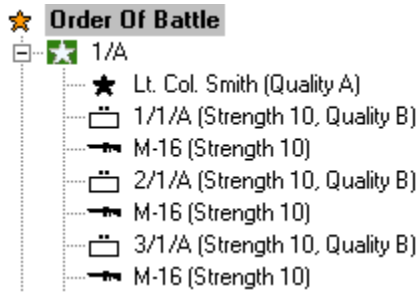 Order Of Battle
1/A
Lt. Col. Smith (Quality A)
1/1/A (Strength 10, Quality B)
M-16 (Strength 10)
2/1/A (Strength 10, Quality B)
M-16 (Strength 10)
3/1/A (Strength 10, Quality B)
M-16 (Strength 10)